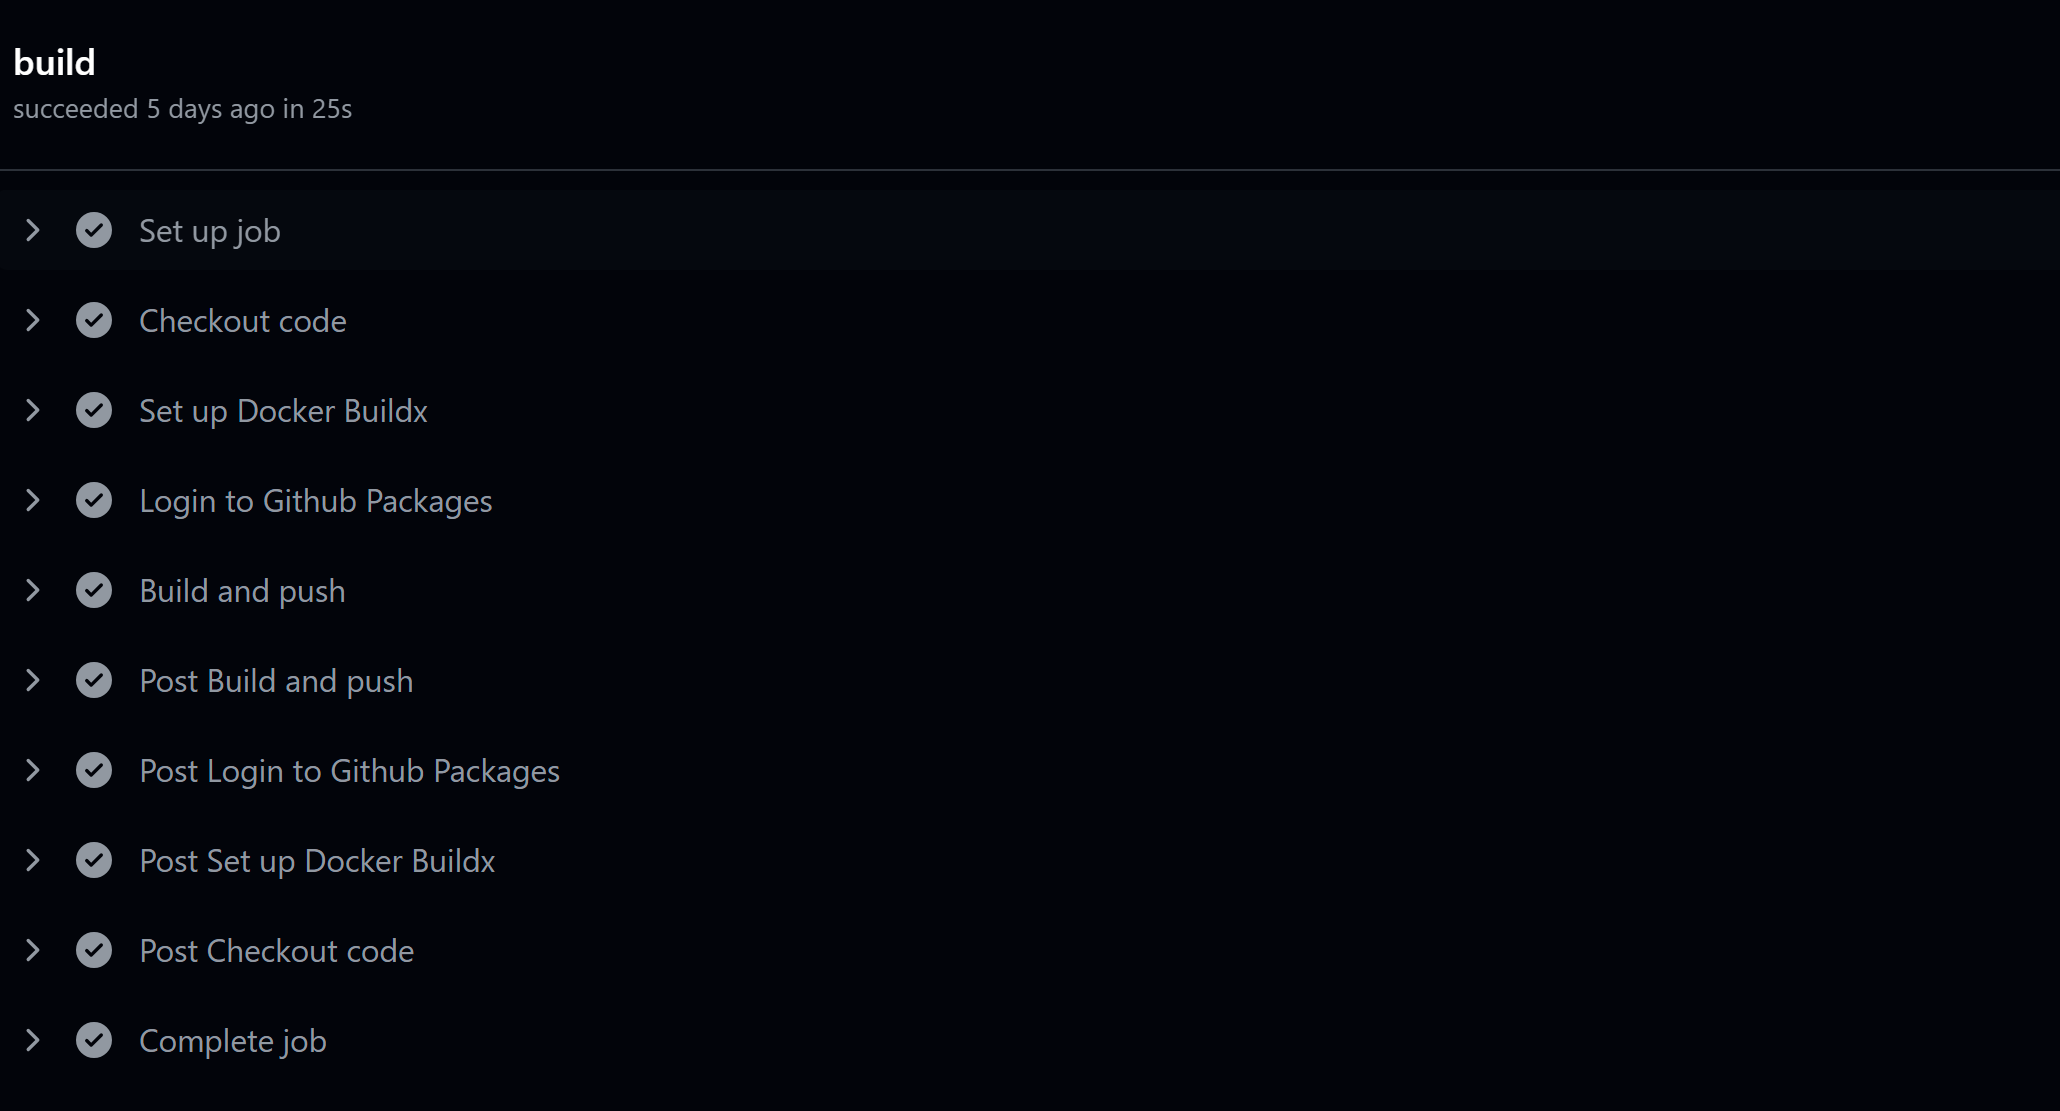 build
succeeded 5 days ago in 25s
Set up job
Checkout code
Set up Docker Buildx
Login to Github Packages
Build and push
Post Build and push
Post Login to Github Packages
Post Set up Docker Buildx
Post Checkout code
Complete job